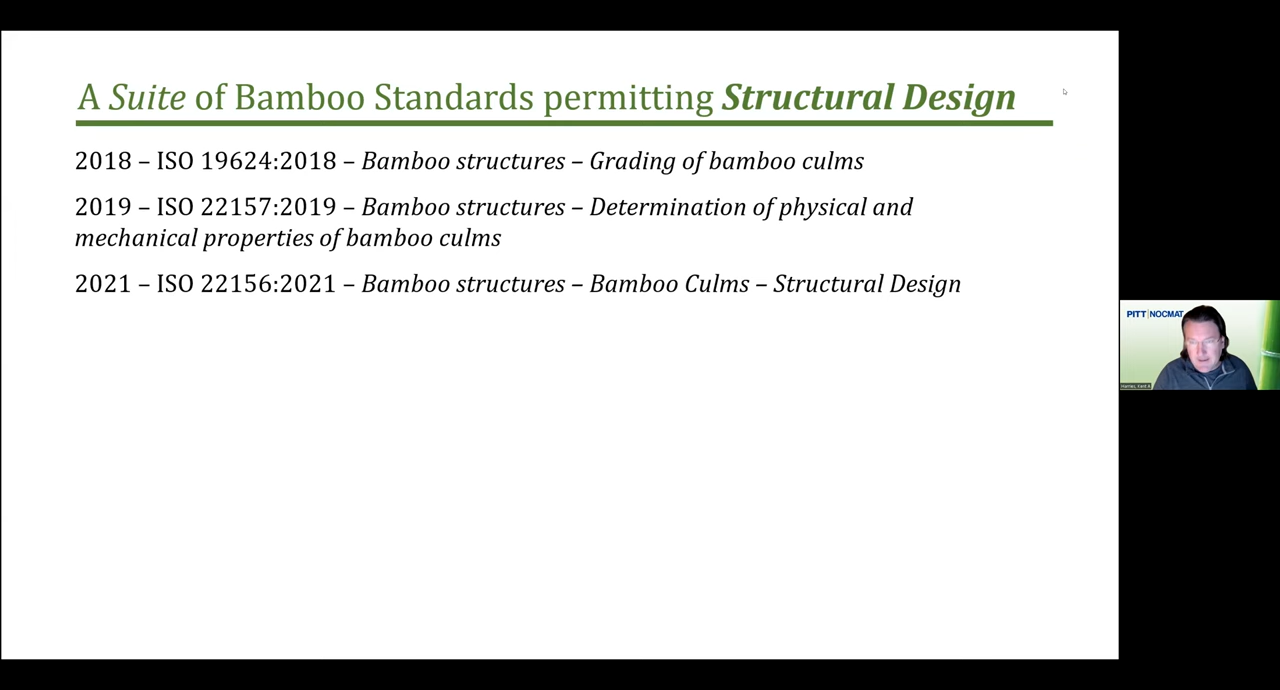 A Suite of Bamboo Standards permitting Structural Design
2018 – ISO 19624:2018 – Bamboo structures – Grading of bamboo culms
2019 – ISO 22157:2019 – Bamboo structures – Determination of physical and
mechanical properties of bamboo culms
2021 – ISO 22156:2021 – Bamboo structures – Bamboo Culms – Structural Design
PITT|NOCMAT